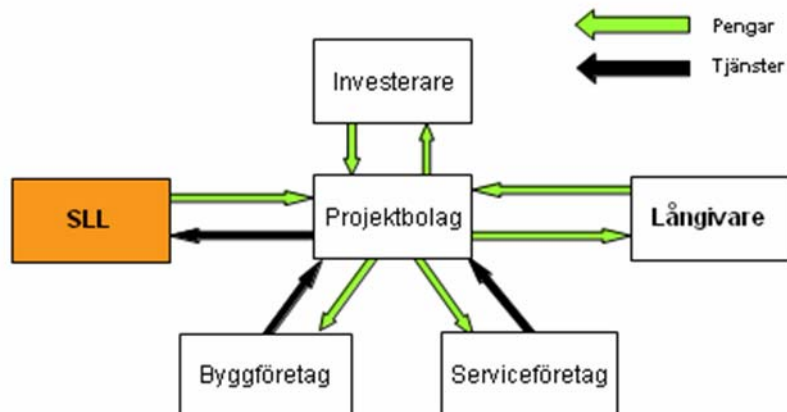 Pengar
Tjänster
Investerare
SLL
Projektbolag
Långivare
Byggföretag
Serviceföretag